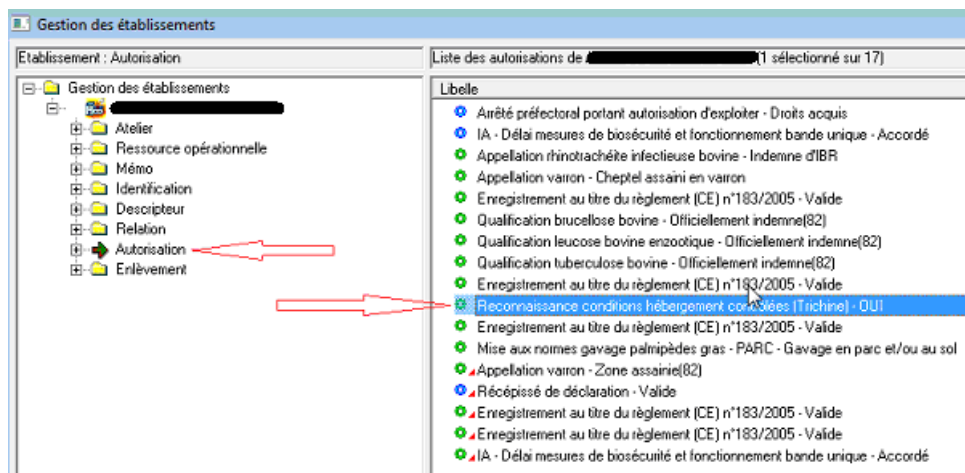 Gestion des établissements
Etablissement : Autorisation
Liste des autorisations de (1 sélectionné sur 17)
Gestion des établissements
Atelier
Ressource opérationnelle
Mémo
Identification
Descripteur
Relation
Autorisation
Enlèvement
Libelle
Arrêté préfectoral portant autorisation d'exploiter - Droits acquis
IA - Délai mesures de biosécurité et fonctionnement bande unique - Accordé
Appellation rhinotrachéite infectieuse bovine - Indemne d'IBR
Appellation varron - Cheptel assaini en varron
Enregistrement au titre du règlement (CE) n°183/2005 - Valide
Qualification brucellose bovine - Officiellement indemne(82)
Qualification leucose bovine enzootique - Officiellement indemne(82)
Qualification tuberculose bovine - Officiellement indemne(82)
Enregistrement au titre du règlement (CE) n°183/2005 - Valide
Reconnaissance conditions hébergement contrôlées (Trichine) - OUI
Enregistrement au titre du règlement (CE) n°183/2005 - Valide
Mise aux normes gavage palmipèdes gras - PARC - Gavage en parc et/ou au sol
Appellation varron - Zone assainie(82)
Récépissé de déclaration - Valide
Enregistrement au titre du règlement (CE) n°183/2005 - Valide
Enregistrement au titre du règlement (CE) n°183/2005 - Valide
IA - Délai mesures de biosécurité et fonctionnement bande unique - Accordé